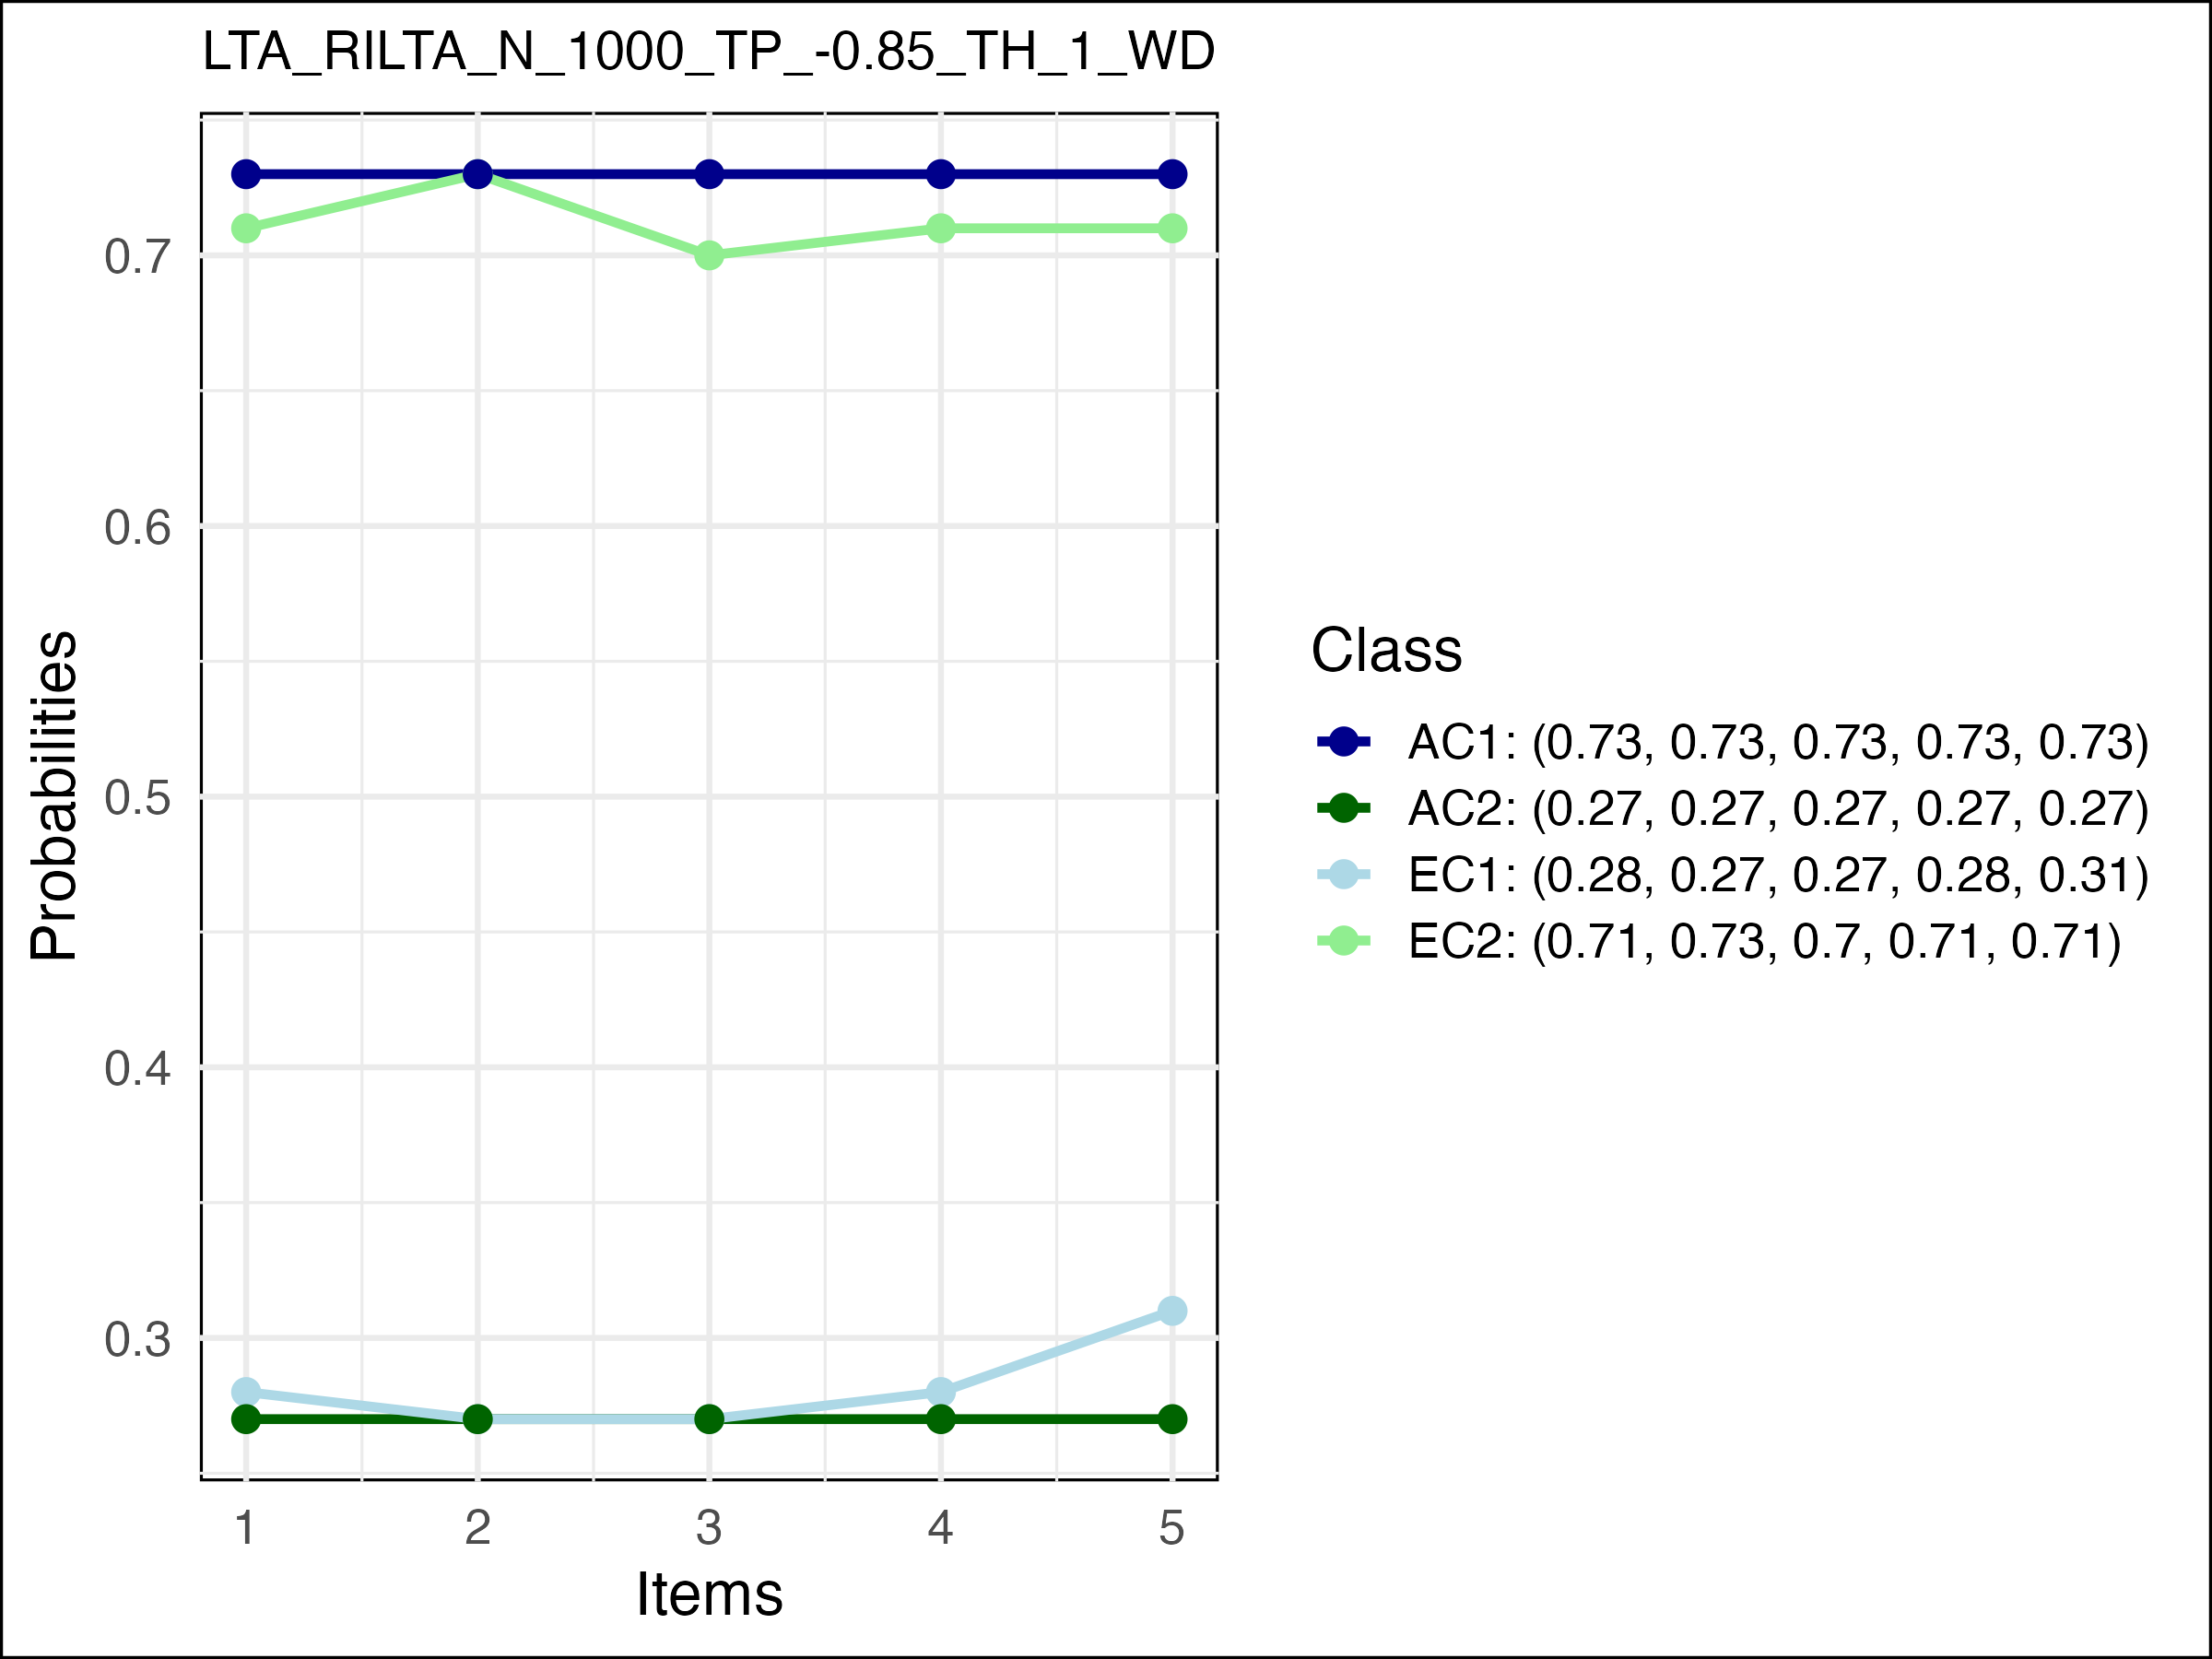 LTA_RILTA_N_1000_TP_-0.85_TH_1_WD
Probabilities
0.7
0.6
0.5
0.4
0.3
1 2 3 4 5
Items
Class
AC1: (0.73, 0.73, 0.73, 0.73, 0.73)
AC2: (0.27, 0.27, 0.27, 0.27, 0.27)
EC1: (0.28, 0.27, 0.27, 0.28, 0.31)
EC2: (0.71, 0.73, 0.7, 0.71, 0.71)